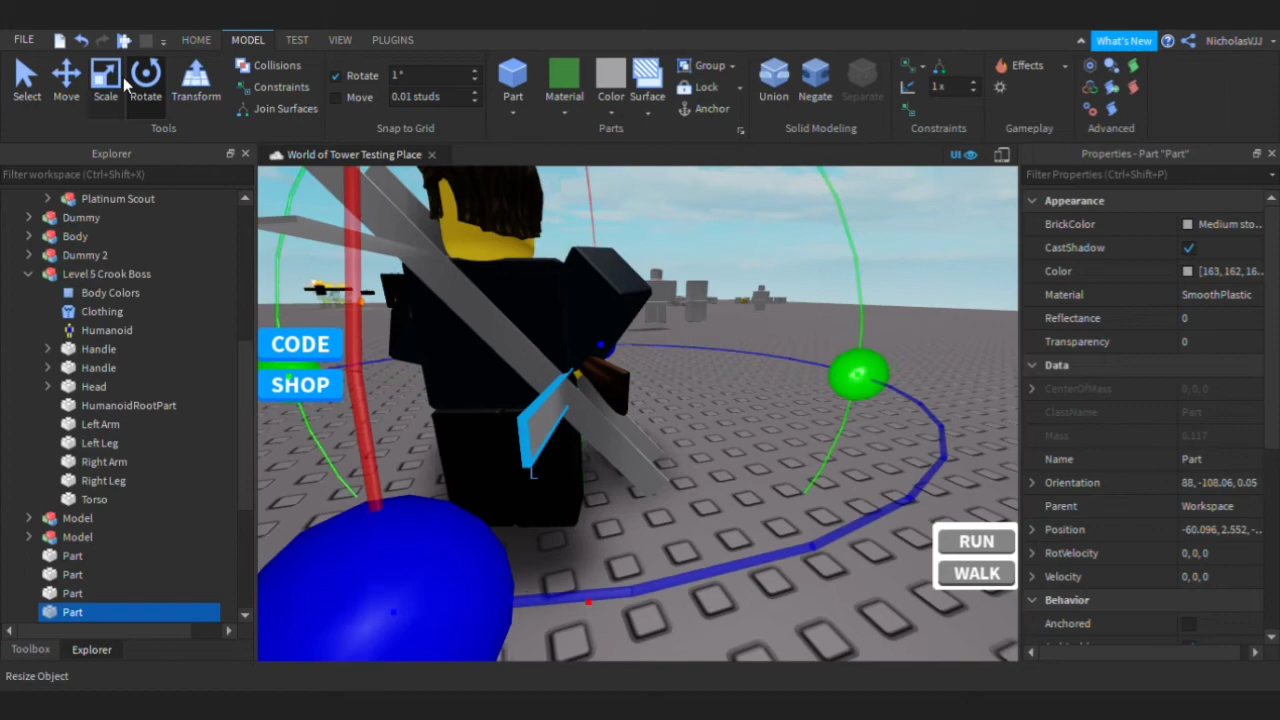 FILE HOME MODEL TEST VIEW PLUGINS What's New NicholasVJJ
Select Move Scale Rotate Transform
Collisions
Constraints
Join Surfaces
Tools
Rotate 1°
Move 0.01 studs
Snap to Grid
Part Material Color Surface
Group
Lock
Anchor
Parts
Union Negate Separate
Solid Modeling
1 x
Constraints
Effects
Gameplay
Advanced
Explorer
Filter workspace (Ctrl+Shift+X)
Platinum Scout
Dummy
Body
Dummy 2
Level 5 Crook Boss
Body Colors
Clothing
Humanoid
Handle
Handle
Head
HumanoidRootPart
Left Arm
Left Leg
Right Arm
Right Leg
Torso
Model
Model
Part
Part
Part
Part
Toolbox Explorer
Resize Object
World of Tower Testing Place
UI
CODE
SHOP
L
RUN
WALK
Properties - Part "Part"
Filter Properties (Ctrl+Shift+P)
Appearance
BrickColor Medium sto...
CastShadow
Color [163, 162, 16...
Material SmoothPlastic
Reflectance 0
Transparency 0
Data
CenterOfMass 0, 0, 0
ClassName Part
Mass 0.117
Name Part
Orientation 88, -108.06, 0.05
Parent Workspace
Position -60.096, 2.552, -...
RotVelocity 0, 0, 0
Velocity 0, 0, 0
Behavior
Anchored